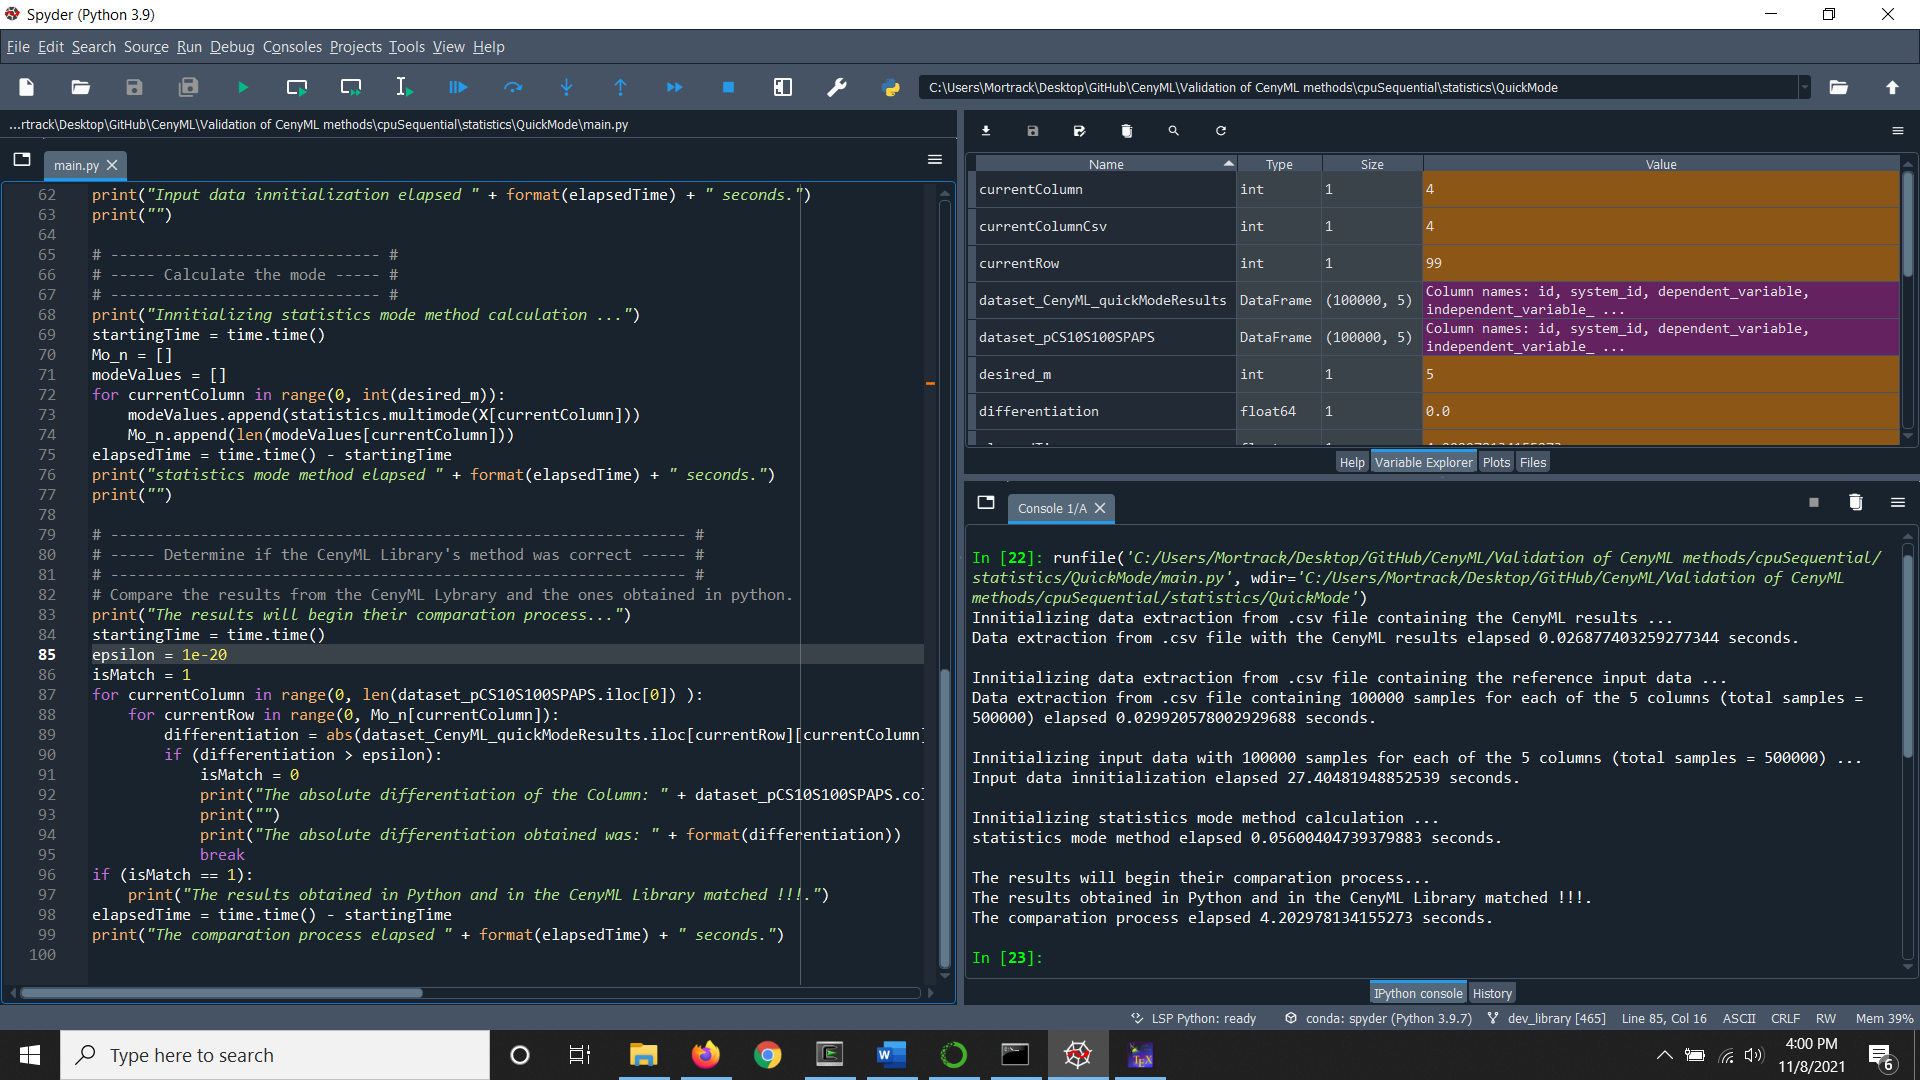 Spyder (Python 3.9)
File Edit Search Source Run Debug Consoles Projects Tools View Help
C:\Users\Mortrack\Desktop\GitHub\CenyML\Validation of CenyML methods\cpuSequential\statistics\QuickMode
...rtrack\Desktop\GitHub\CenyML\Validation of CenyML methods\cpuSequential\statistics\QuickMode\main.py
main.py
62 print("Input data innitialization elapsed " + format(elapsedTime) + " seconds.")
63 print("")
64
65 # ------------------------------ #
66 # ----- Calculate the mode ----- #
67 # ------------------------------ #
68 print("Innitializing statistics mode method calculation ...")
69 startingTime = time.time()
70 Mo_n = []
71 modeValues = []
72 for currentColumn in range(0, int(desired_m)):
73     modeValues.append(statistics.multimode(X[currentColumn]))
74     Mo_n.append(len(modeValues[currentColumn]))
75 elapsedTime = time.time() - startingTime
76 print("statistics mode method elapsed " + format(elapsedTime) + " seconds.")
77 print("")
78
79 # ---------------------------------------------------------------- #
80 # ----- Determine if the CenyML Library's method was correct ----- #
81 # ---------------------------------------------------------------- #
82 # Compare the results from the CenyML Lybrary and the ones obtained in python.
83 print("The results will begin their comparation process...")
84 startingTime = time.time()
85 epsilon = 1e-20
86 isMatch = 1
87 for currentColumn in range(0, len(dataset_pCS10S100SPAPS.iloc[0]) ):
88     for currentRow in range(0, Mo_n[currentColumn]):
89         differentiation = abs(dataset_CenyML_quickModeResults.iloc[currentRow][currentColumn]
90         if (differentiation > epsilon):
91             isMatch = 0
92             print("The absolute differentiation of the Column: " + dataset_pCS10S100SPAPS.col
93             print("")
94             print("The absolute differentiation obtained was: " + format(differentiation))
95             break
96 if (isMatch == 1):
97     print("The results obtained in Python and in the CenyML Library matched !!!.")
98 elapsedTime = time.time() - startingTime
99 print("The comparation process elapsed " + format(elapsedTime) + " seconds.")
100
Name Type Size Value
currentColumn int 1 4
currentColumnCsv int 1 4
currentRow int 1 99
dataset_CenyML_quickModeResults DataFrame (100000, 5) Column names: id, system_id, dependent_variable,
independent_variable_ ...
dataset_pCS10S100SPAPS DataFrame (100000, 5) Column names: id, system_id, dependent_variable,
independent_variable_ ...
desired_m int 1 5
differentiation float64 1 0.0
Help Variable Explorer Plots Files
Console 1/A
In [22]: runfile('C:/Users/Mortrack/Desktop/GitHub/CenyML/Validation of CenyML methods/cpuSequential/
statistics/QuickMode/main.py', wdir='C:/Users/Mortrack/Desktop/GitHub/CenyML/Validation of CenyML
methods/cpuSequential/statistics/QuickMode')
Innitializing data extraction from .csv file containing the CenyML results ...
Data extraction from .csv file with the CenyML results elapsed 0.026877403259277344 seconds.
Innitializing data extraction from .csv file containing the reference input data ...
Data extraction from .csv file containing 100000 samples for each of the 5 columns (total samples =
500000) elapsed 0.029920578002929688 seconds.
Innitializing input data with 100000 samples for each of the 5 columns (total samples = 500000) ...
Input data innitialization elapsed 27.40481948852539 seconds.
Innitializing statistics mode method calculation ...
statistics mode method elapsed 0.05600404739379883 seconds.
The results will begin their comparation process...
The results obtained in Python and in the CenyML Library matched !!!.
The comparation process elapsed 4.202978134155273 seconds.
In [23]:
IPython console History
LSP Python: ready conda: spyder (Python 3.9.7) dev_library [465] Line 85, Col 16 ASCII CRLF RW Mem 39%
Type here to search
4:00 PM
11/8/2021
6